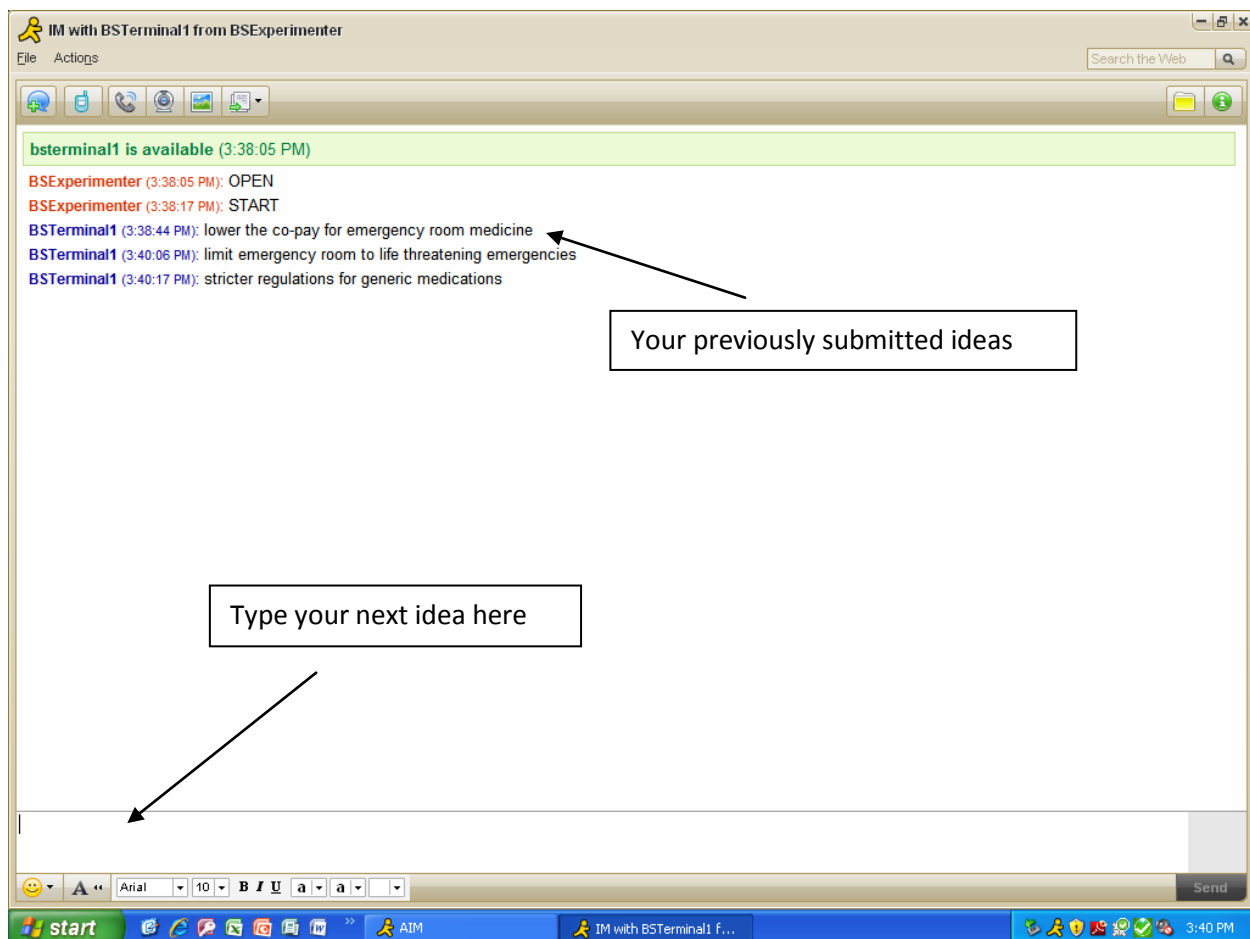 IM with BSTerminal1 from BSExperimenter
File Actions
Search the Web
bsterminal1 is available (3:38:05 PM)
BSExperimenter (3:38:05 PM): OPEN
BSExperimenter (3:38:17 PM): START
BSTerminal1 (3:38:44 PM): lower the co-pay for emergency room medicine
BSTerminal1 (3:40:06 PM): limit emergency room to life threatening emergencies
BSTerminal1 (3:40:17 PM): stricter regulations for generic medications
Your previously submitted ideas
Type your next idea here
A Arial 10 B I U a a
Send
start AIM IM with BSTerminal1 f... 3:40 PM